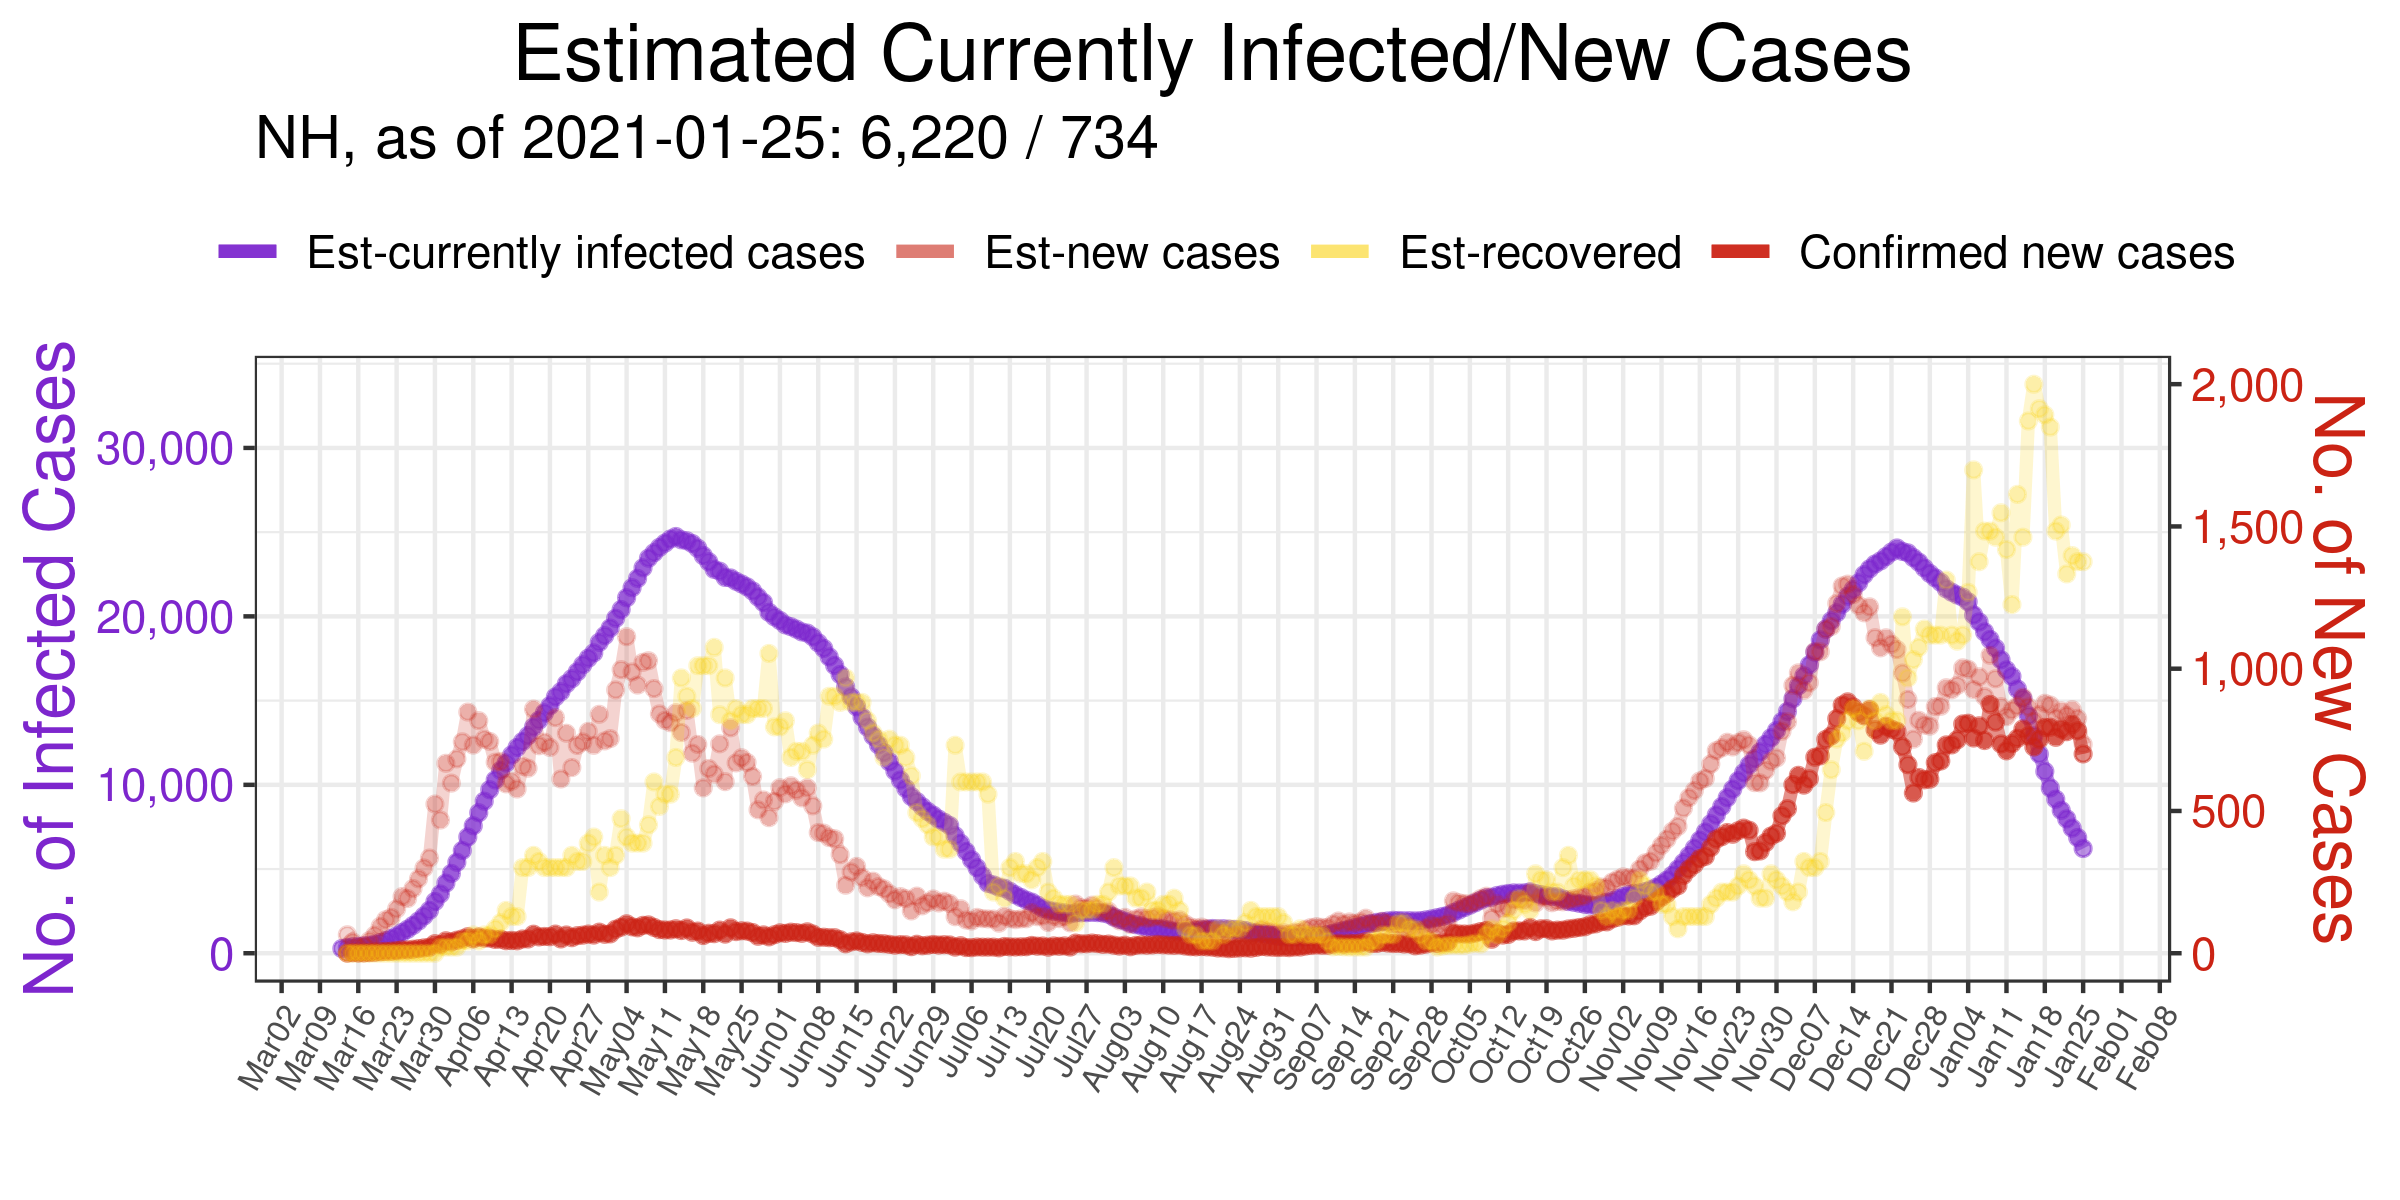 Estimated Currently Infected/New Cases
NH, as of 2021-01-25: 6,220 / 734
Est-currently infected cases
Est-new cases
Est-recovered
Confirmed new cases
No. of Infected Cases
30,000
20,000
10,000
0
2,000
1,500
1,000
500
0
No. of New Cases
Mar02
Mar09
Mar16
Mar23
Mar30
Apr06
Apr13
Apr20
Apr27
May04
May11
May18
May25
Jun01
Jun08
Jun15
Jun22
Jun29
Jul06
Jul13
Jul20
Jul27
Aug03
Aug10
Aug17
Aug24
Aug31
Sep07
Sep14
Sep21
Sep28
Oct05
Oct12
Oct19
Oct26
Nov02
Nov09
Nov16
Nov23
Nov30
Dec07
Dec14
Dec21
Dec28
Jan04
Jan11
Jan18
Jan25
Feb01
Feb08